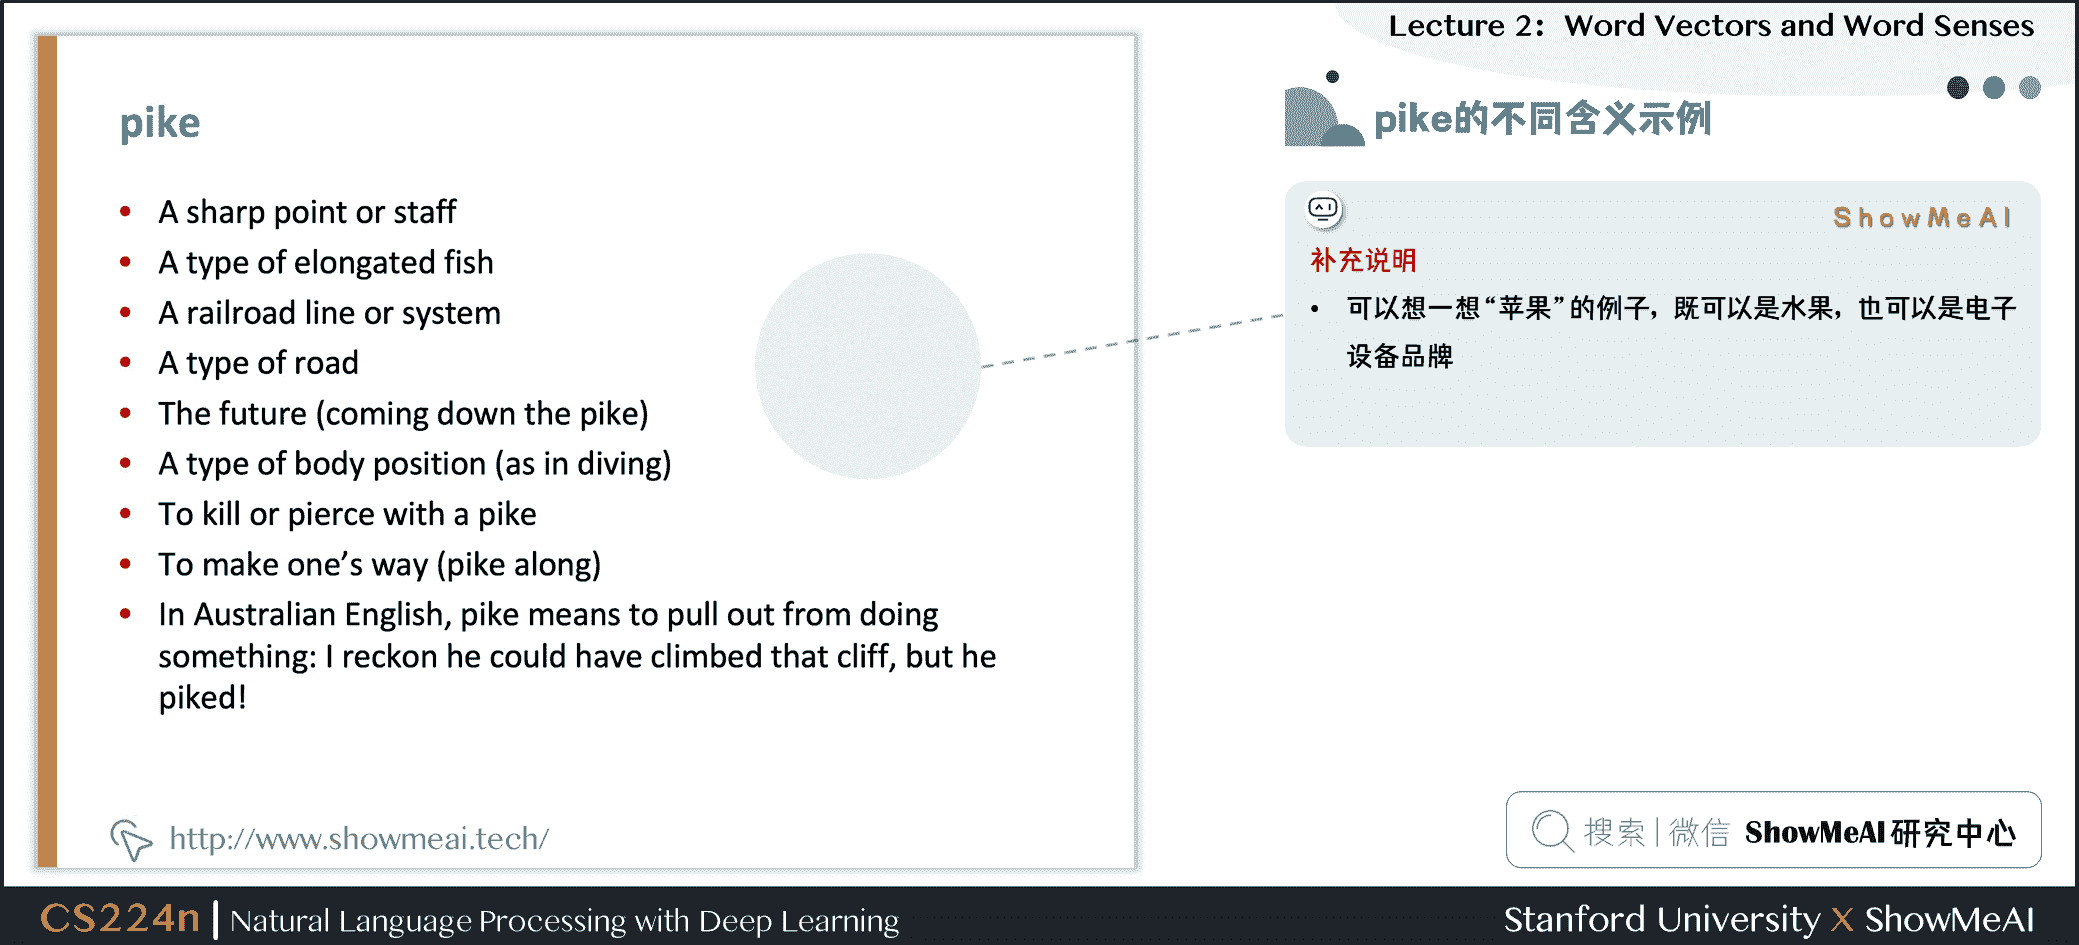 Lecture 2: Word Vectors and Word Senses
pike
• A sharp point or staff
• A type of elongated fish
• A railroad line or system
• A type of road
• The future (coming down the pike)
• A type of body position (as in diving)
• To kill or pierce with a pike
• To make one’s way (pike along)
• In Australian English, pike means to pull out from doing
something: I reckon he could have climbed that cliff, but he
piked!
http://www.showmeai.tech/
pike的不同含义示例
ShowMeAI
补充说明
• 可以想一想“苹果”的例子，既可以是水果，也可以是电子
设备品牌
搜索|微信 ShowMeAI研究中心
CS224n | Natural Language Processing with Deep Learning
Stanford University X ShowMeAI